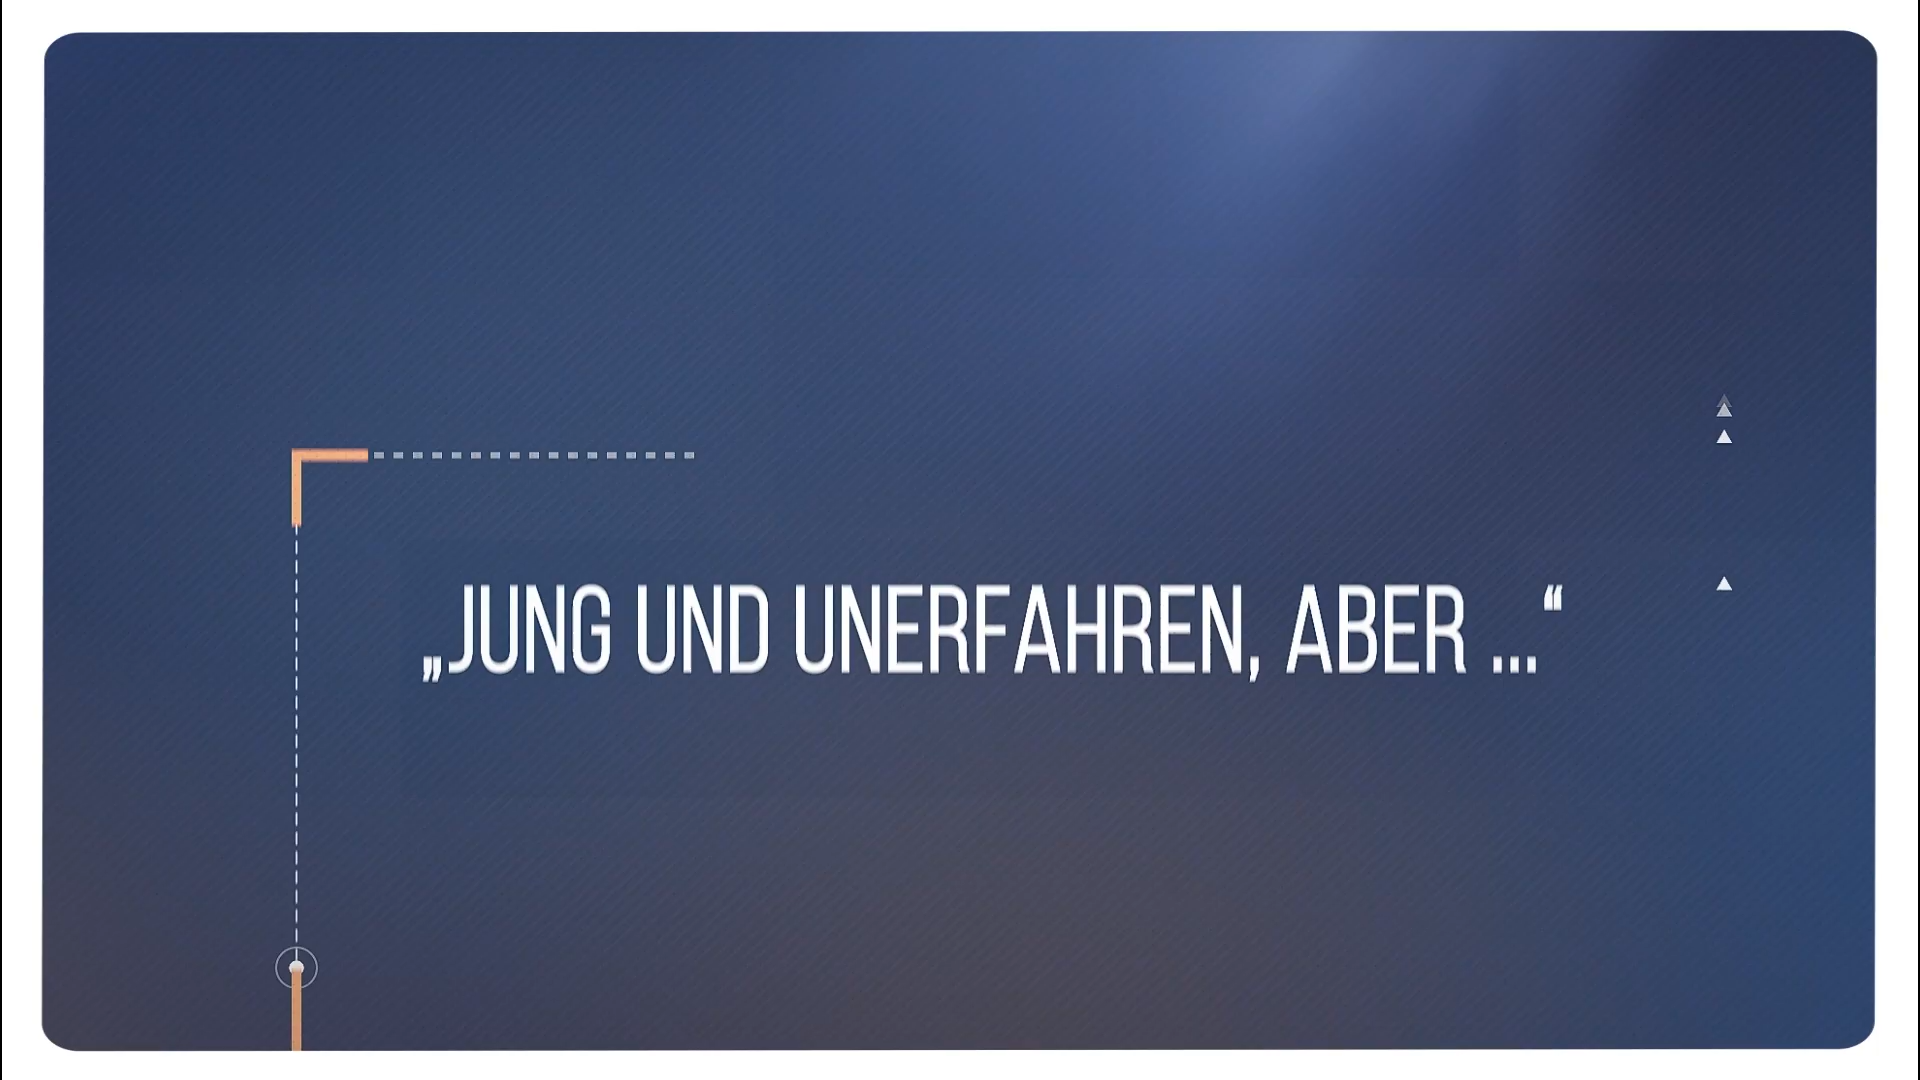 „JUNG UND UNERFAHREN, ABER ...“